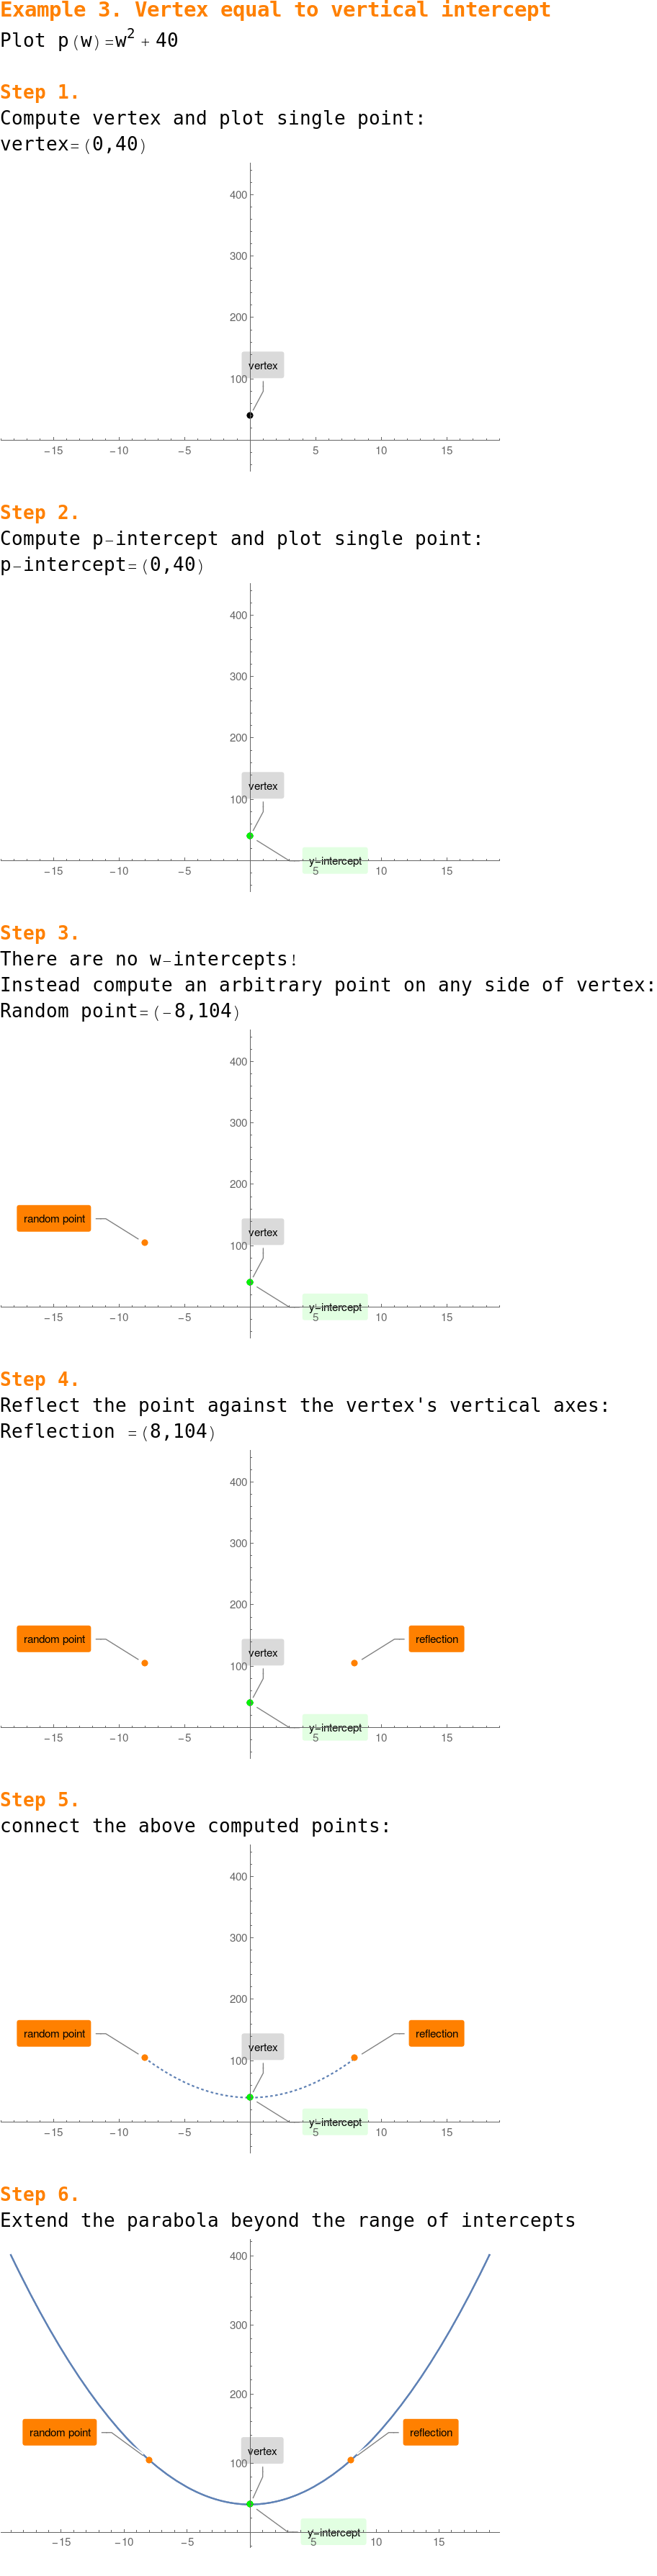 Example 3. Vertex equal to vertical intercept
Plot p(w)=w² + 40
Step 1.
Compute vertex and plot single point:
vertex=(0,40)
400
300
200
vertex
100
−15 −10 −5 5 10 15
Step 2.
Compute p-intercept and plot single point:
p-intercept=(0,40)
400
300
200
vertex
100
y-intercept
−15 −10 −5 5 10 15
Step 3.
There are no w-intercepts!
Instead compute an arbitrary point on any side of vertex:
Random point=(-8,104)
400
300
200
random point
vertex
100
y-intercept
−15 −10 −5 5 10 15
Step 4.
Reflect the point against the vertex's vertical axes:
Reflection =(8,104)
400
300
200
random point reflection
vertex
100
y-intercept
−15 −10 −5 5 10 15
Step 5.
connect the above computed points:
400
300
200
random point reflection
vertex
100
y-intercept
−15 −10 −5 5 10 15
Step 6.
Extend the parabola beyond the range of intercepts
400
300
200
random point reflection
vertex
100
y-intercept
−15 −10 −5 5 10 15